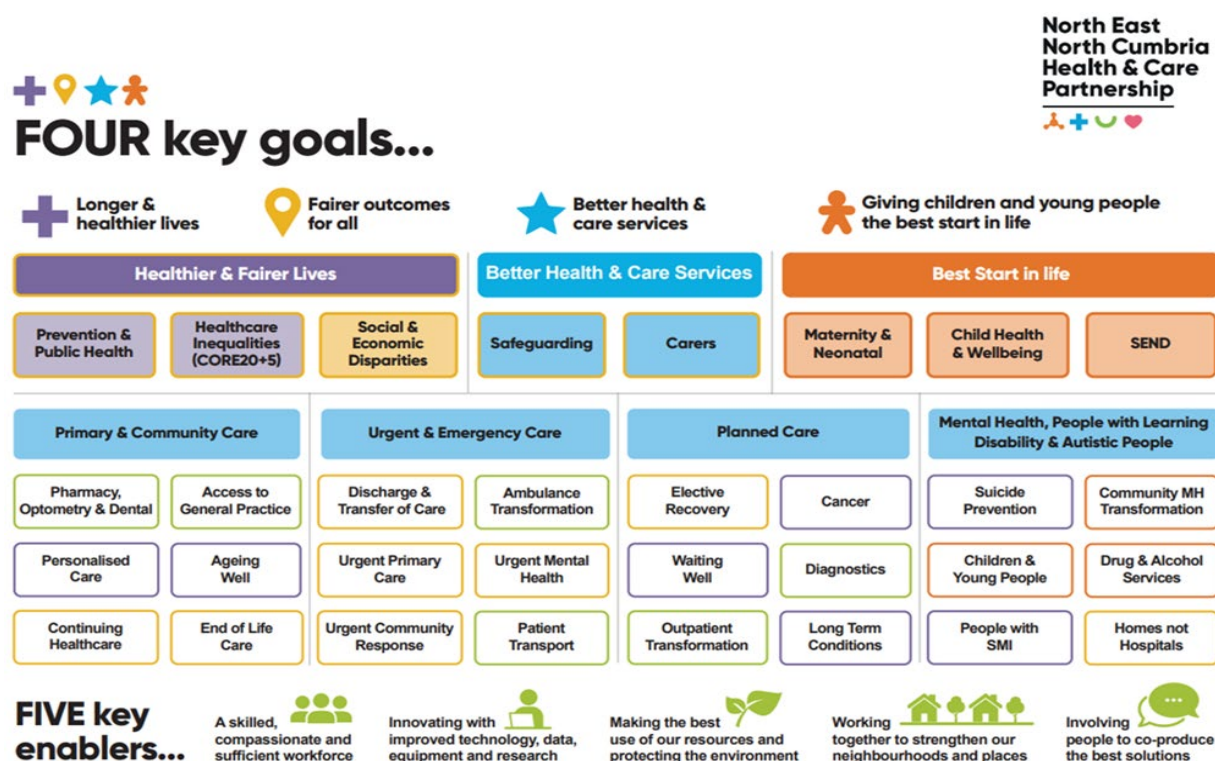 North East
North Cumbria
Health & Care
Partnership
FOUR key goals...
Longer &
healthier lives
Fairer outcomes
for all
Better health &
care services
Giving children and young people
the best start in life
Healthier & Fairer Lives
Better Health & Care Services
Best Start in life
Prevention &
Public Health
Healthcare
Inequalities
(CORE20+5)
Social &
Economic
Disparities
Safeguarding
Carers
Maternity &
Neonatal
Child Health
& Wellbeing
SEND
Primary & Community Care
Urgent & Emergency Care
Planned Care
Mental Health, People with Learning
Disability & Autistic People
Pharmacy,
Optometry & Dental
Access to
General Practice
Discharge &
Transfer of Care
Ambulance
Transformation
Elective
Recovery
Cancer
Suicide
Prevention
Community MH
Transformation
Personalised
Care
Ageing
Well
Urgent Primary
Care
Urgent Mental
Health
Waiting
Well
Diagnostics
Children &
Young People
Drug & Alcohol
Services
Continuing
Healthcare
End of Life
Care
Urgent Community
Response
Patient
Transport
Outpatient
Transformation
Long Term
Conditions
People with
SMI
Homes not
Hospitals
FIVE key
enablers...
A skilled,
compassionate and
sufficient workforce
Innovating with
improved technology, data,
equipment and research
Making the best
use of our resources and
protecting the environment
Working
together to strengthen our
neighbourhoods and places
Involving
people to co-produce
the best solutions